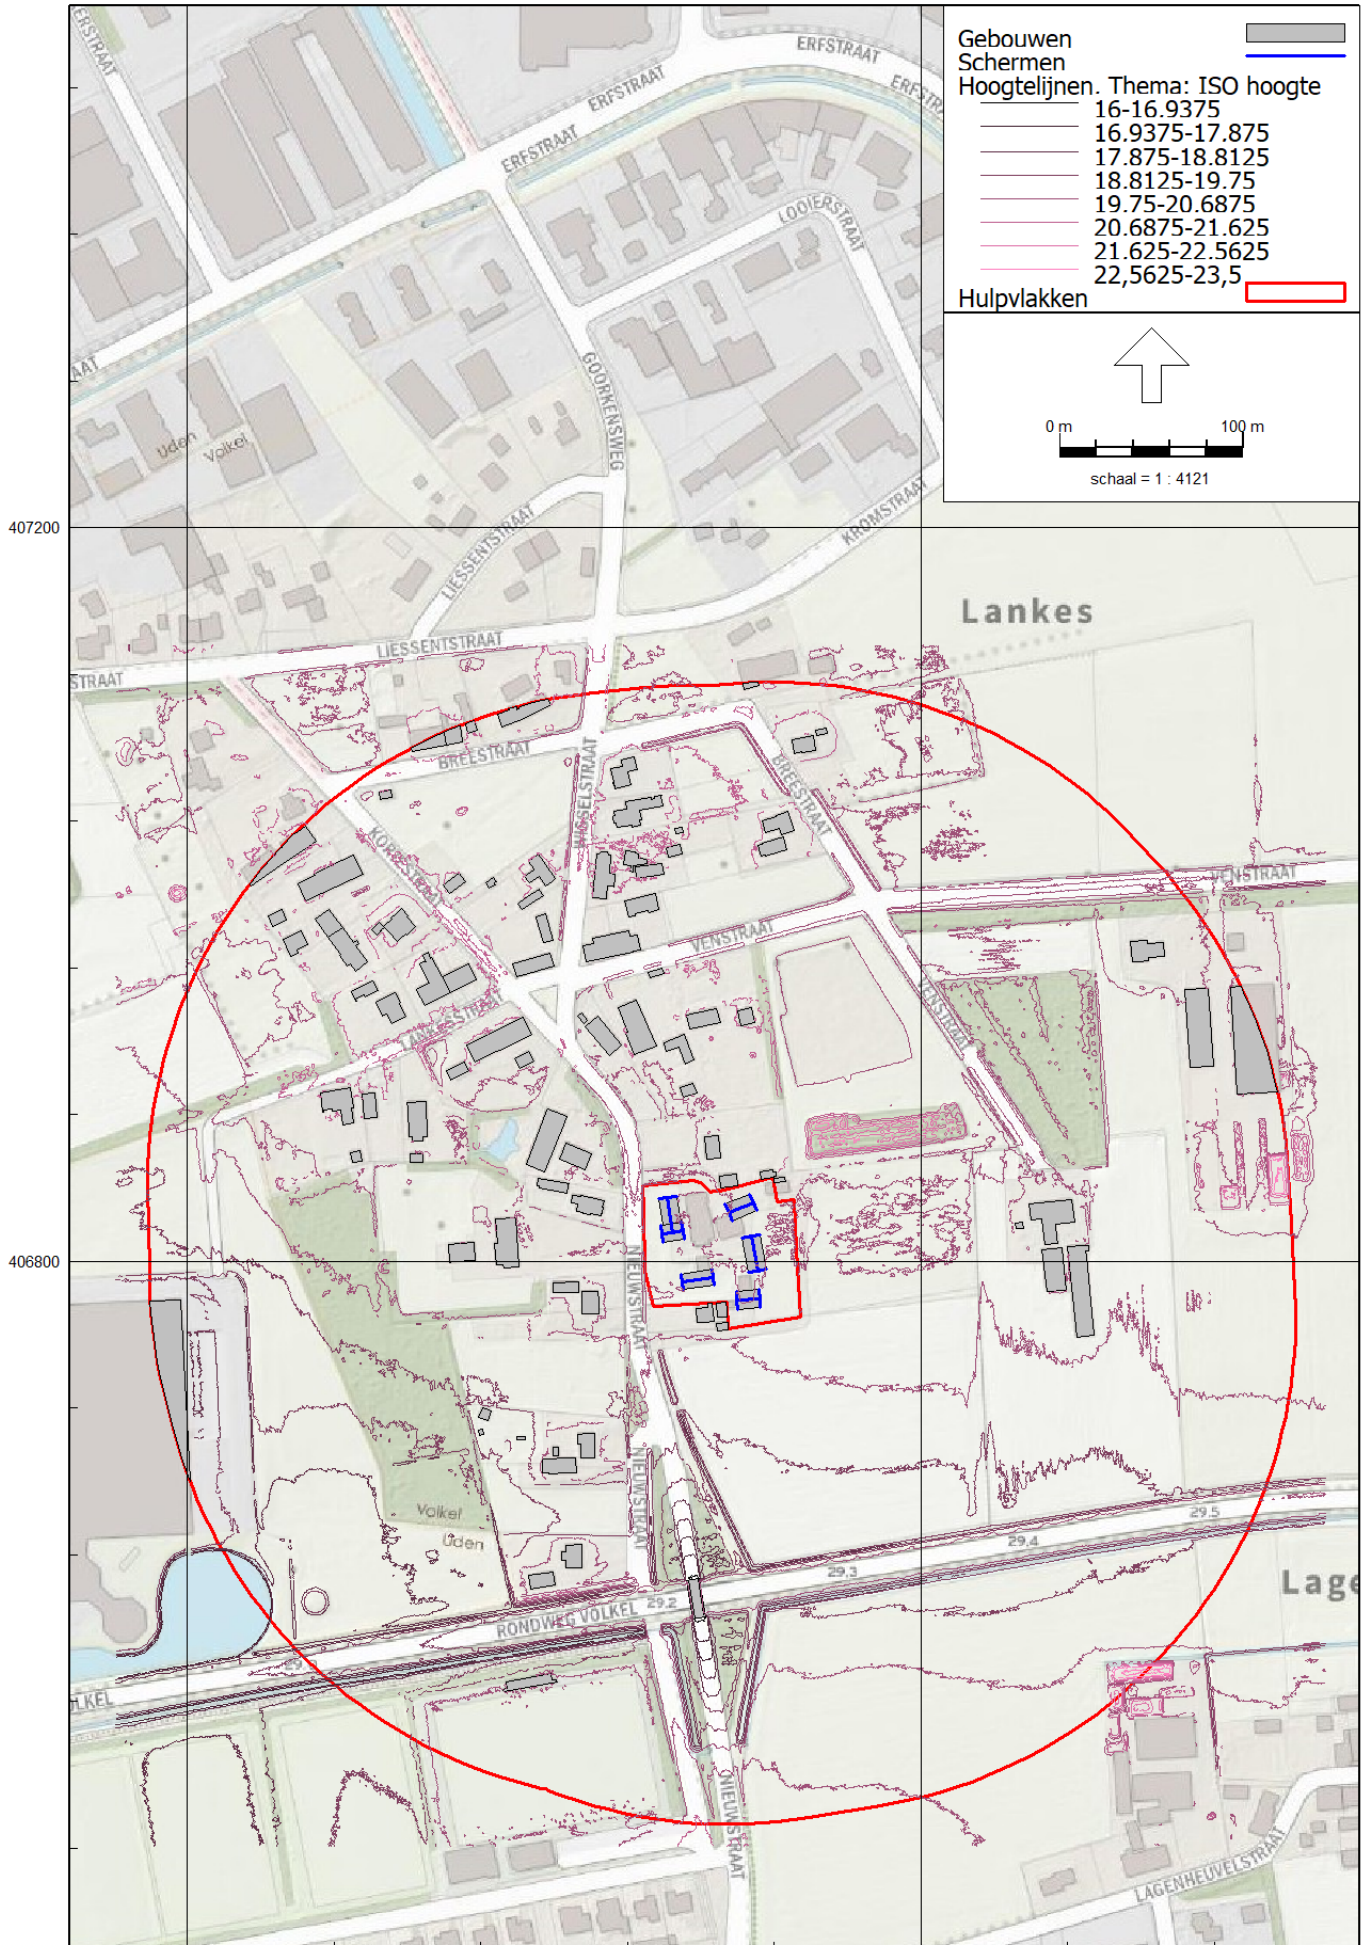 Gebouwen
Schermen
Hoogtelijnen. Thema: ISO hoogte
16-16.9375
16.9375-17.875
17.875-18.8125
18.8125-19.75
19.75-20.6875
20.6875-21.625
21.625-22.5625
22,5625-23,5
Hulpvlakken
0 m
100 m
schaal = 1 : 4121
ERFSTRAAT
ERFSTRAAT
ERFSTRAAT
LOOIERSTRAAT
GOORKENSWEG
Uden
Volkel
407200
LIESSENTSTRAAT
KROMSTRAAT
Lankes
LIESSENTSTRAAT
STRAAT
BREESTRAAT
BREESTRAAT
VENSTRAAT
VENSTRAAT
VENSTRAAT
406800
NIEUWSTRAAT
NIEUWSTRAAT
Volkel
Uden
29.5
29.4
29.3
29.2
RONDWEG VOLKEL
NIEUWSTRAAT
LAGENHEUVELSTRAAT